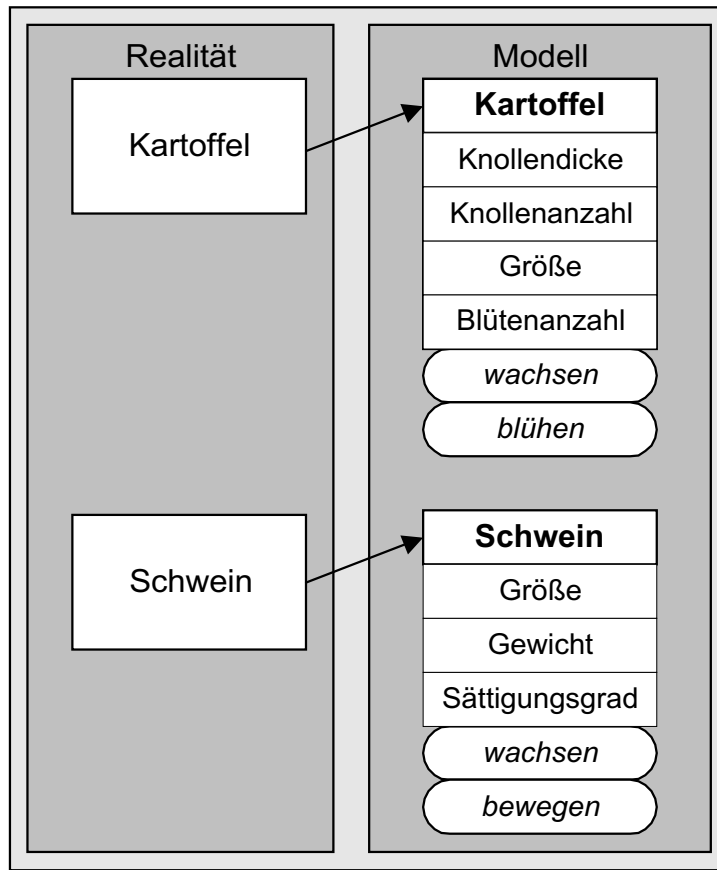 Realität
Kartoffel
Schwein
Modell
Kartoffel
Knollendicke
Knollenanzahl
Größe
Blütenanzahl
wachsen
blühen
Schwein
Größe
Gewicht
Sättigungsgrad
wachsen
bewegen